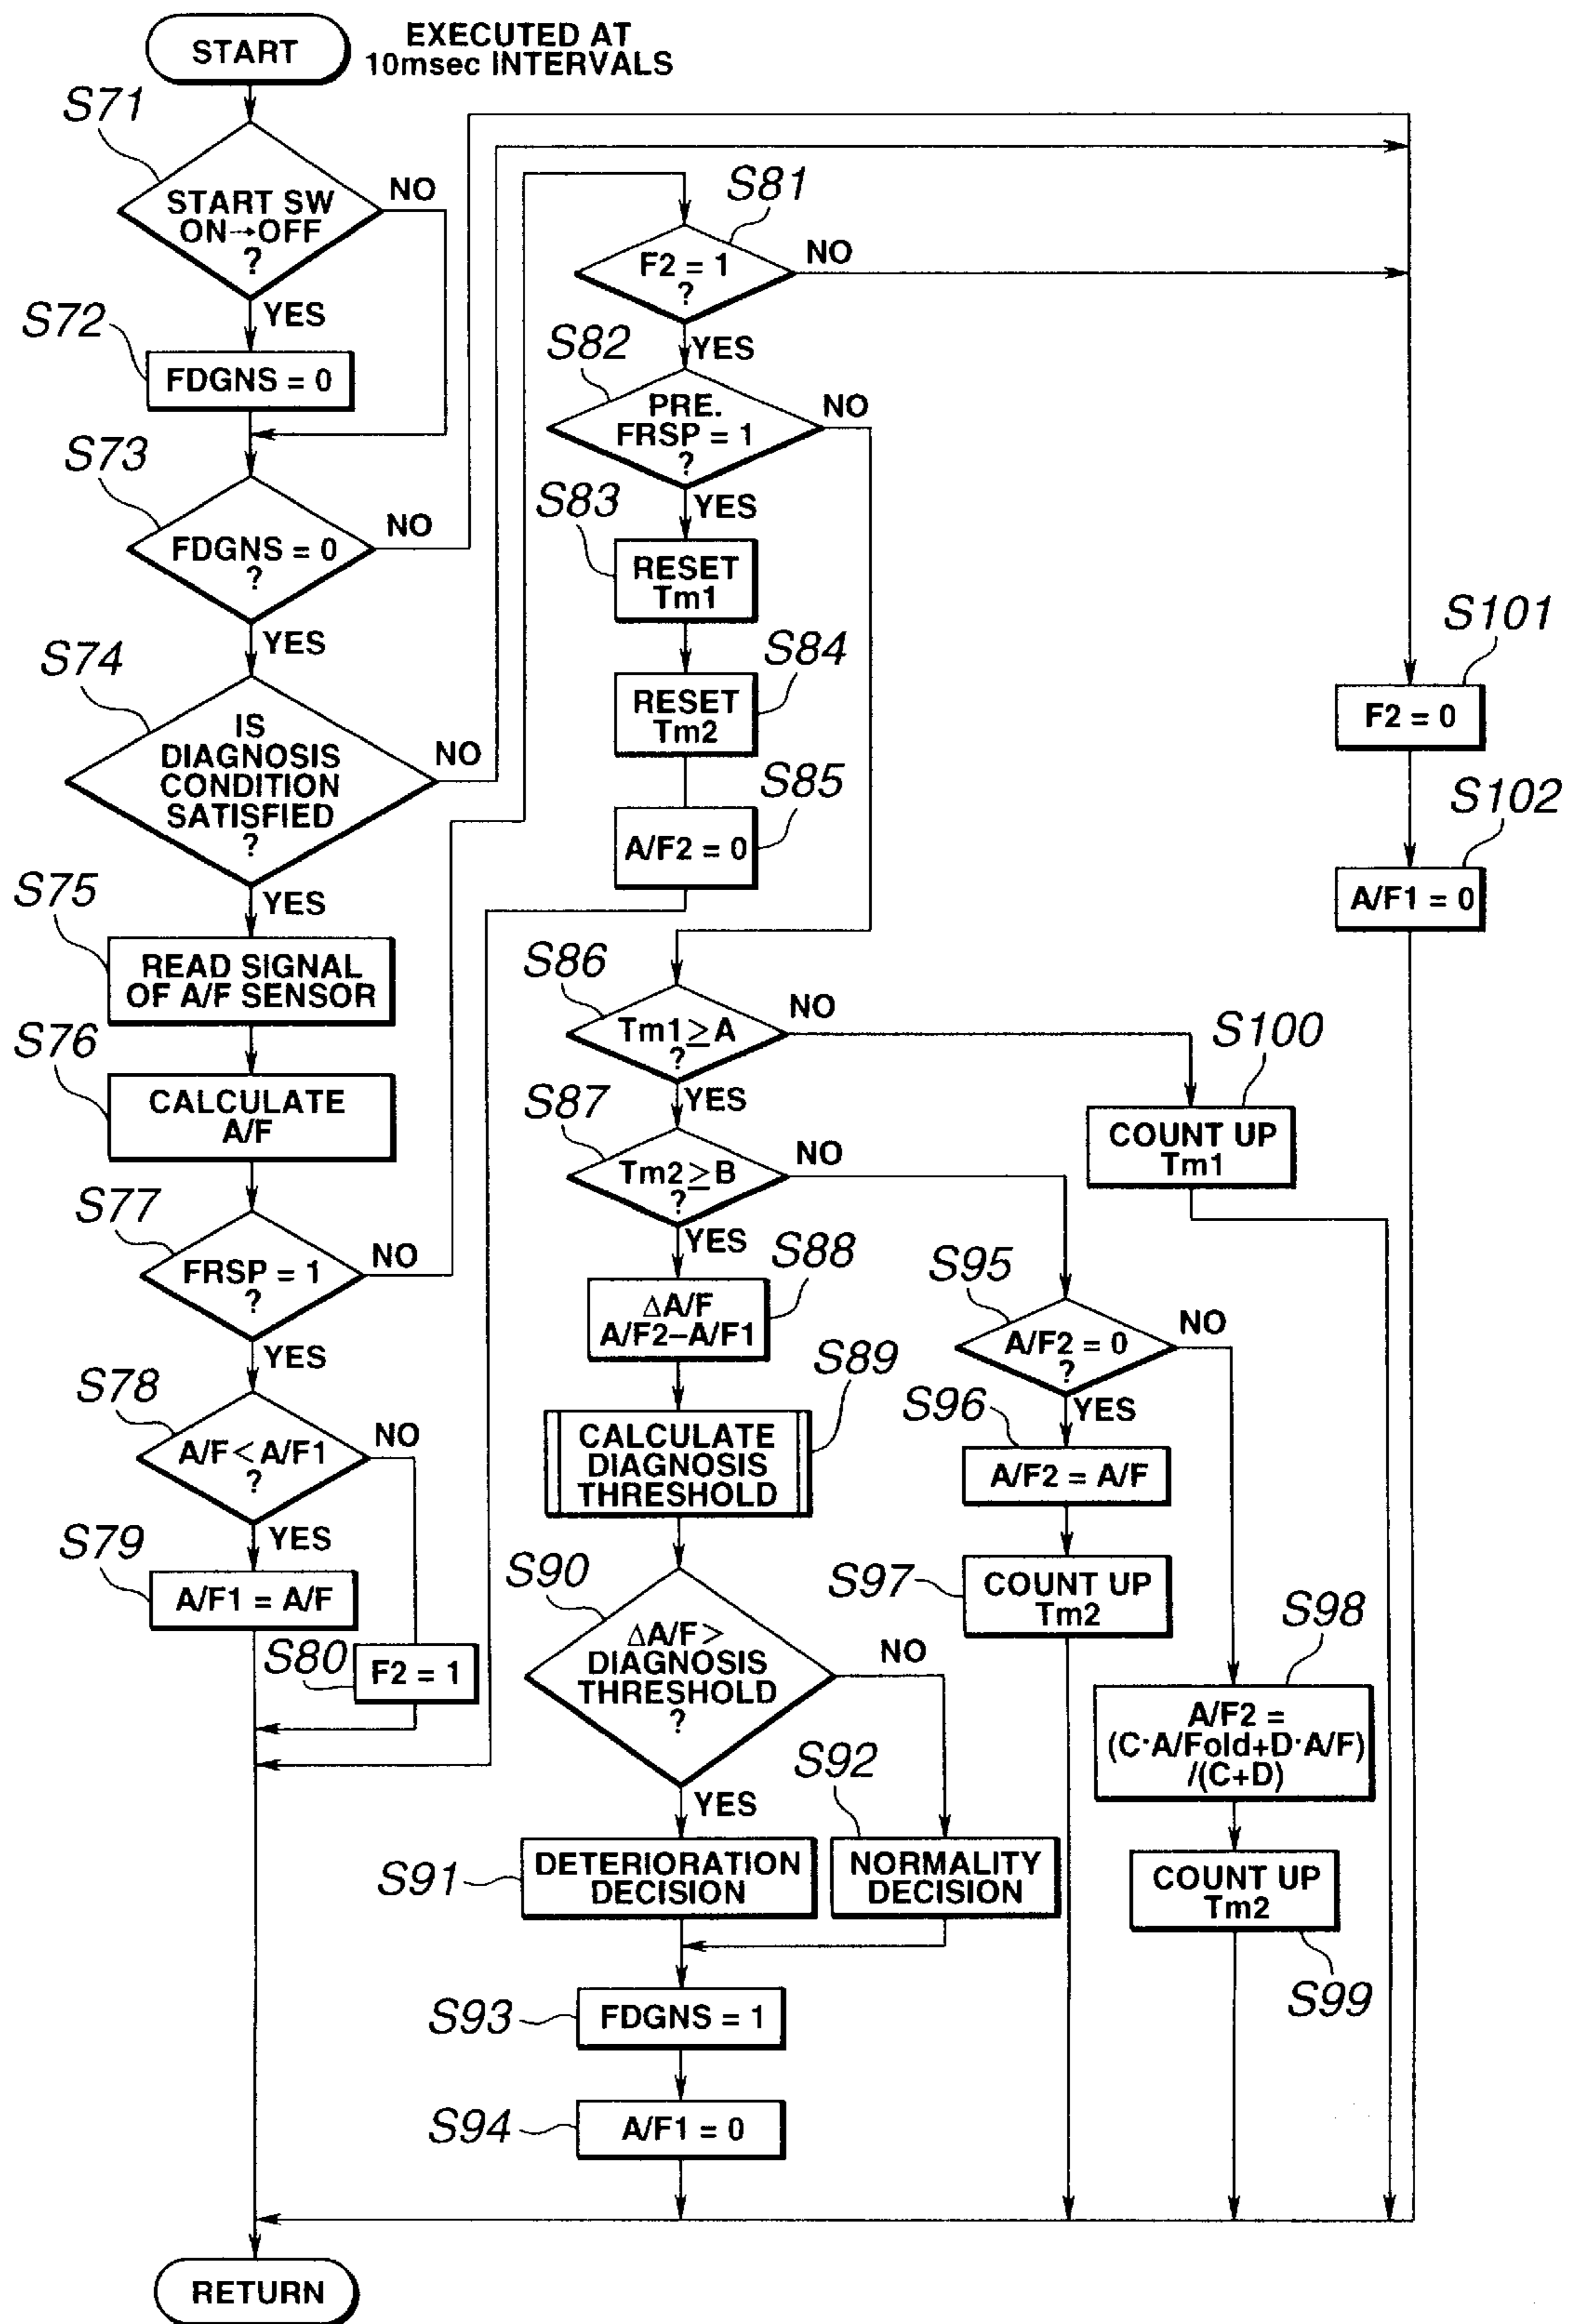 START
EXECUTED AT
10msec INTERVALS
S71
START SW
ON→OFF
?
NO
YES
S72
FDGNS = 0
S73
FDGNS = 0
?
NO
YES
S74
IS
DIAGNOSIS
CONDITION
SATISFIED
?
NO
YES
S75
READ SIGNAL
OF A/F SENSOR
S76
CALCULATE
A/F
S77
FRSP = 1
?
NO
YES
S78
A/F < A/F1
?
NO
YES
S79
A/F1 = A/F
S80
F2 = 1
S81
F2 = 1
?
NO
YES
S82
PRE.
FRSP = 1
?
NO
YES
S83
RESET
Tm1
S84
RESET
Tm2
S85
A/F2 = 0
S86
Tm1≥A
?
NO
YES
S87
Tm2≥B
?
NO
YES
S88
ΔA/F
A/F2–A/F1
S89
CALCULATE
DIAGNOSIS
THRESHOLD
S90
ΔA/F >
DIAGNOSIS
THRESHOLD
?
NO
YES
S91
DETERIORATION
DECISION
S92
NORMALITY
DECISION
S93
FDGNS = 1
S94
A/F1 = 0
S95
A/F2 = 0
?
NO
YES
S96
A/F2 = A/F
S97
COUNT UP
Tm2
S98
A/F2 =
(C·A/Fold+D·A/F)
/(C+D)
COUNT UP
Tm2
S99
S100
COUNT UP
Tm1
S101
F2 = 0
S102
A/F1 = 0
RETURN